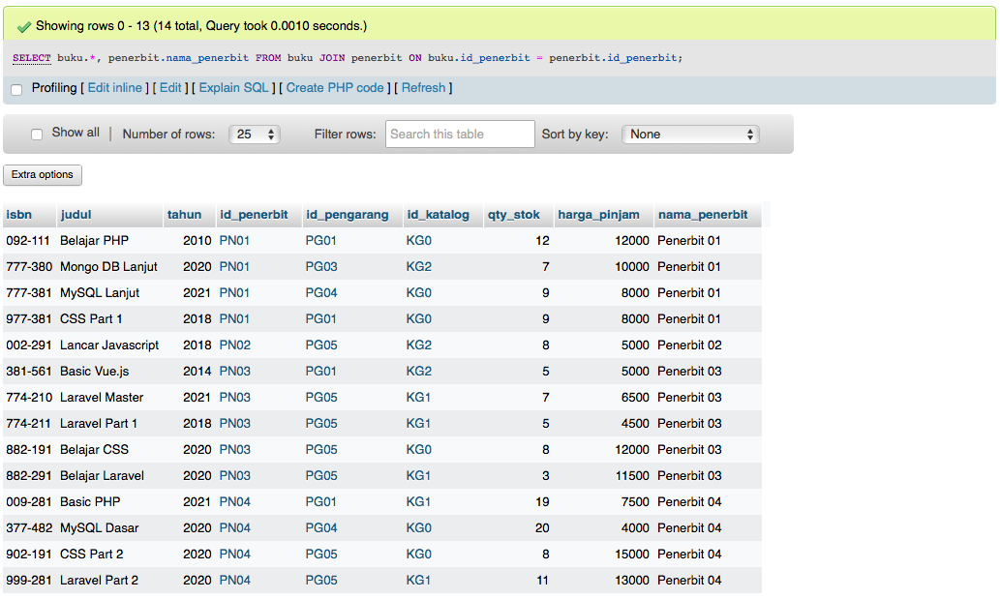 Showing rows 0 - 13 (14 total, Query took 0.0010 seconds.)
SELECT buku.*, penerbit.nama_penerbit FROM buku JOIN penerbit ON buku.id_penerbit = penerbit.id_penerbit;
Profiling [ Edit inline ] [ Edit ] [ Explain SQL ] [ Create PHP code ] [ Refresh ]
Show all | Number of rows: 25 Filter rows: Search this table Sort by key: None
Extra options
isbn judul tahun id_penerbit id_pengarang id_katalog qty_stok harga_pinjam nama_penerbit
092-111 Belajar PHP 2010 PN01 PG01 KG0 12 12000 Penerbit 01
777-380 Mongo DB Lanjut 2020 PN01 PG03 KG2 7 10000 Penerbit 01
777-381 MySQL Lanjut 2021 PN01 PG04 KG0 9 8000 Penerbit 01
977-381 CSS Part 1 2018 PN01 PG01 KG0 9 8000 Penerbit 01
002-291 Lancar Javascript 2018 PN02 PG05 KG2 8 5000 Penerbit 02
381-561 Basic Vue.js 2014 PN03 PG01 KG2 5 5000 Penerbit 03
774-210 Laravel Master 2021 PN03 PG05 KG1 7 6500 Penerbit 03
774-211 Laravel Part 1 2018 PN03 PG05 KG1 5 4500 Penerbit 03
882-191 Belajar CSS 2020 PN03 PG05 KG0 8 12000 Penerbit 03
882-291 Belajar Laravel 2020 PN03 PG05 KG1 3 11500 Penerbit 03
009-281 Basic PHP 2021 PN04 PG01 KG1 19 7500 Penerbit 04
377-482 MySQL Dasar 2020 PN04 PG04 KG0 20 4000 Penerbit 04
902-191 CSS Part 2 2020 PN04 PG05 KG0 8 15000 Penerbit 04
999-281 Laravel Part 2 2020 PN04 PG05 KG1 11 13000 Penerbit 04